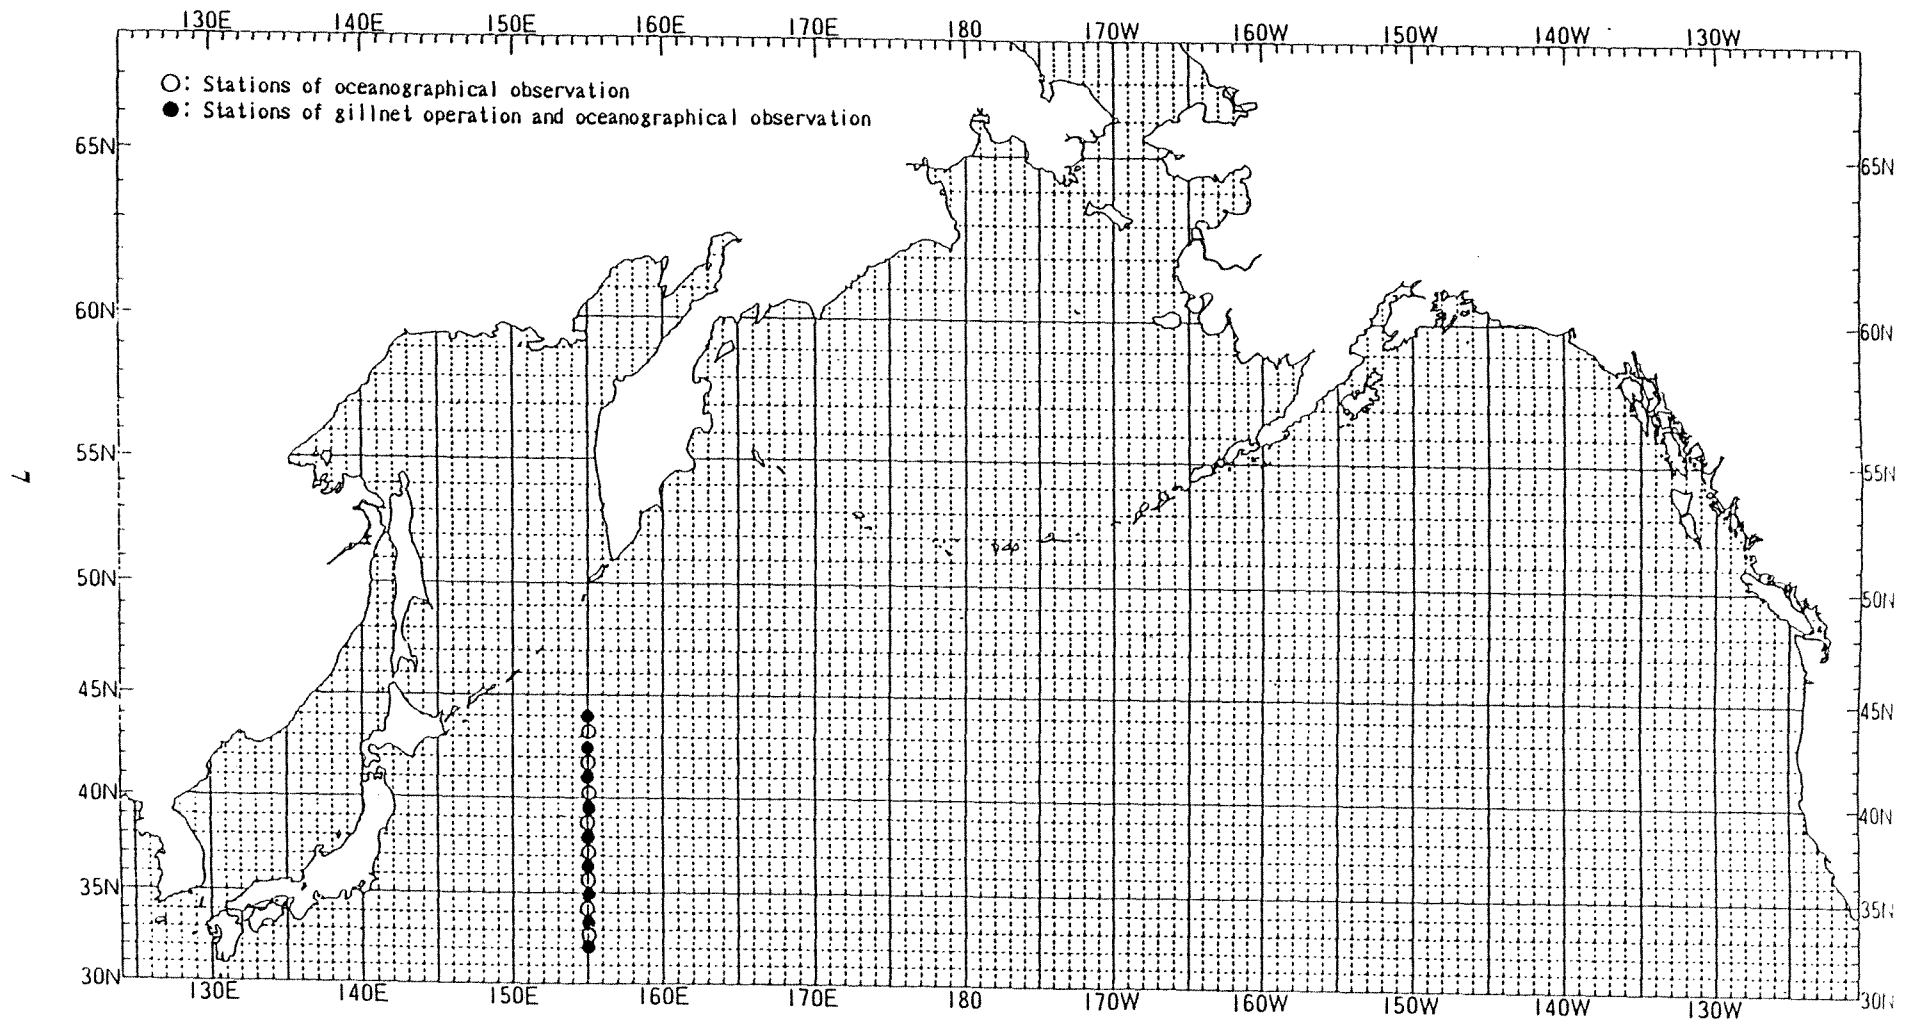 130E 140E 150E 160E 170E 180 170W 160W 150W 140W 130W
○: Stations of oceanographical observation
●: Stations of gillnet operation and oceanographical observation
65N 65N
60N 60N
55N 55N
7
50N 50N
45N 45N
40N 40N
35N 35N
30N 30N
130E 140E 150E 160E 170E 180 170W 160W 150W 140W 130W